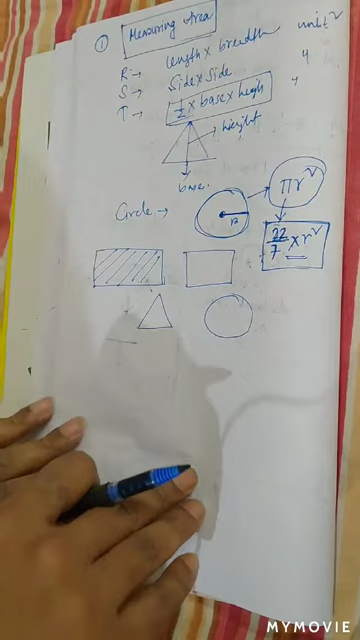 ① Measuring Area
R → length × breadth unit²
S → Side × Side "
T → 1/2 × base × height "
height
base.
Circle → r πr²
22/7 × r²
MYMOVIE